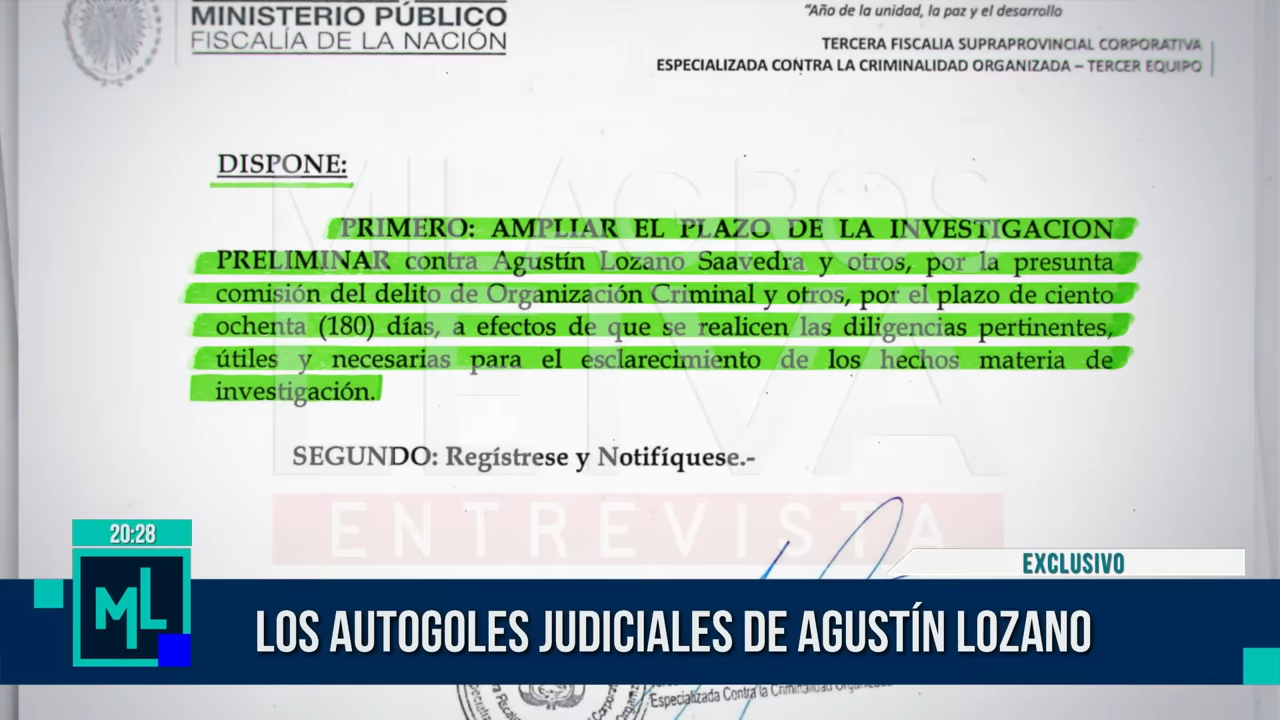 MINISTERIO PÚBLICO
FISCALÍA DE LA NACIÓN
“Año de la unidad, la paz y el desarrollo
TERCERA FISCALIA SUPRAPROVINCIAL CORPORATIVA
ESPECIALIZADA CONTRA LA CRIMINALIDAD ORGANIZADA – TERCER EQUIPO
DISPONE:
PRIMERO: AMPLIAR EL PLAZO DE LA INVESTIGACION
PRELIMINAR contra Agustín Lozano Saavedra y otros, por la presunta
comisión del delito de Organización Criminal y otros, por el plazo de ciento
ochenta (180) días, a efectos de que se realicen las diligencias pertinentes,
útiles y necesarias para el esclarecimiento de los hechos materia de
investigación.
SEGUNDO: Regístrese y Notifíquese.-
MILAGROS
LEIVA
ENTREVISTA
20:28
ML
EXCLUSIVO
LOS AUTOGOLES JUDICIALES DE AGUSTÍN LOZANO
Especializada Contra la Criminalidad